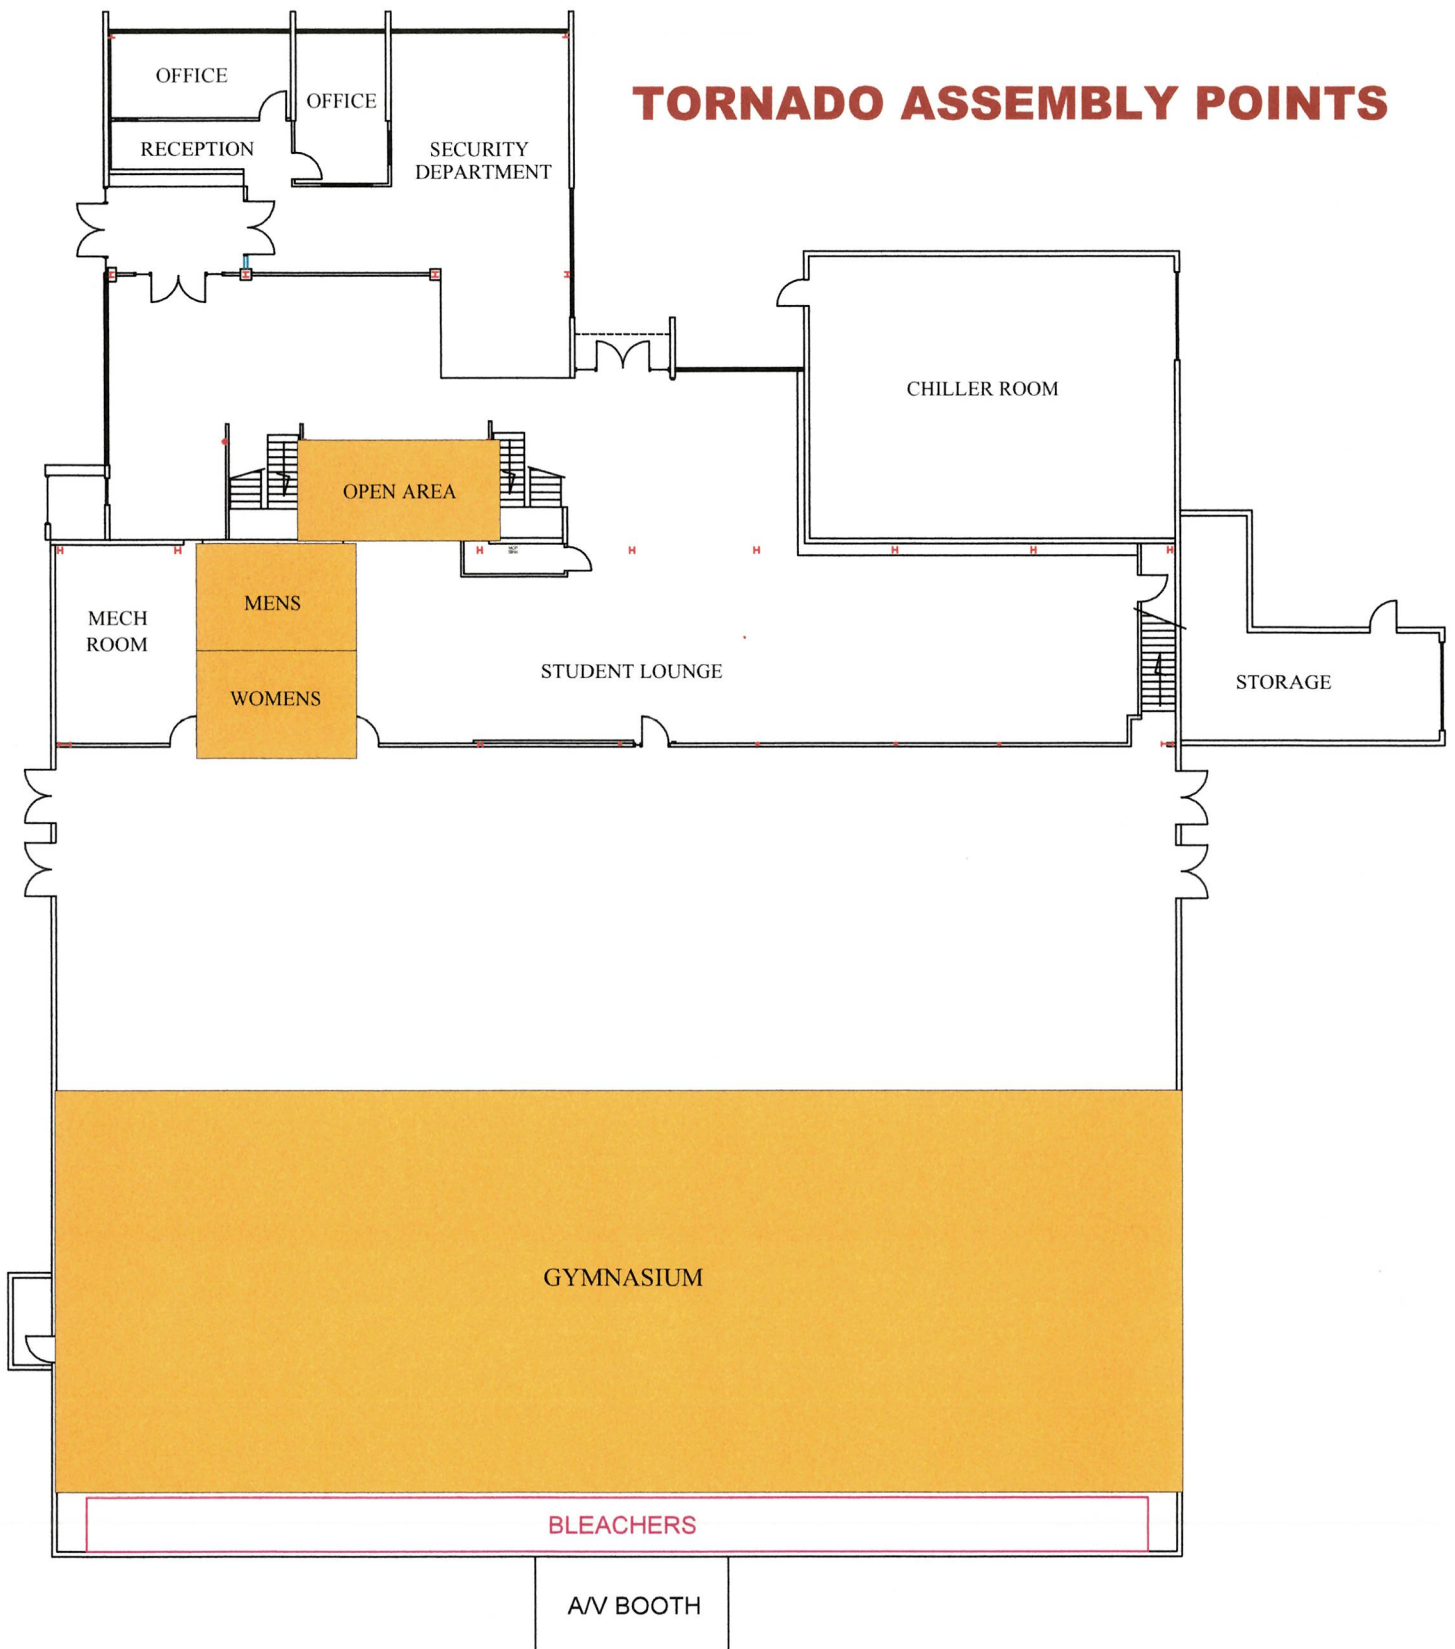 TORNADO ASSEMBLY POINTS
OFFICE
OFFICE
RECEPTION
SECURITY
DEPARTMENT
CHILLER ROOM
OPEN AREA
MENS
MECH
ROOM
WOMENS
STUDENT LOUNGE
STORAGE
GYMNASIUM
BLEACHERS
A/V BOOTH